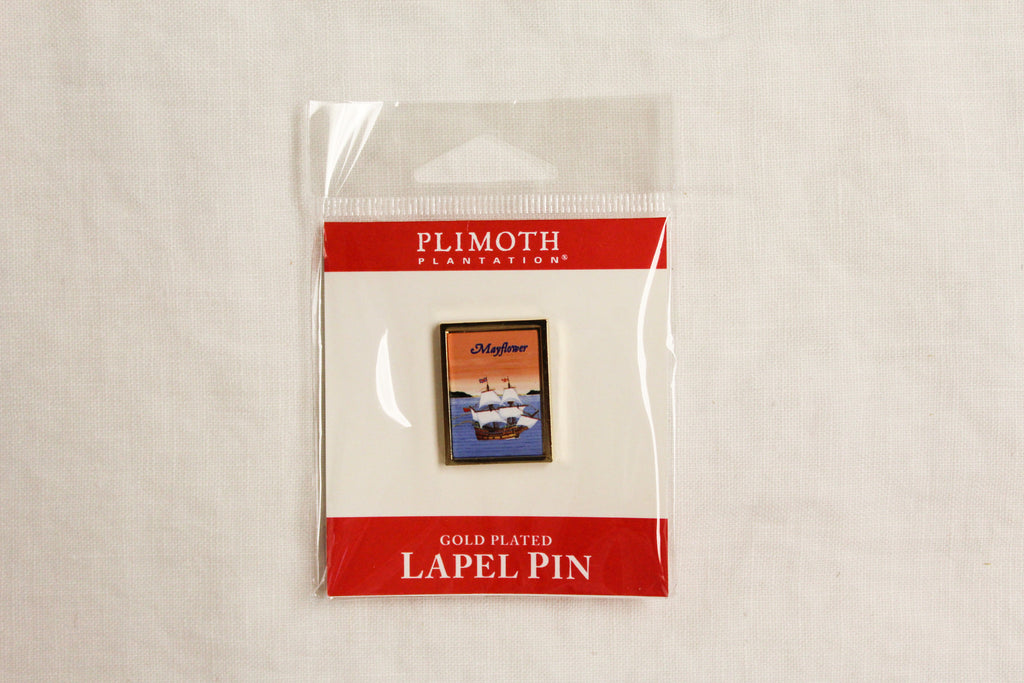 PLIMOTH
PLANTATION®
Mayflower
GOLD PLATED
LAPEL PIN